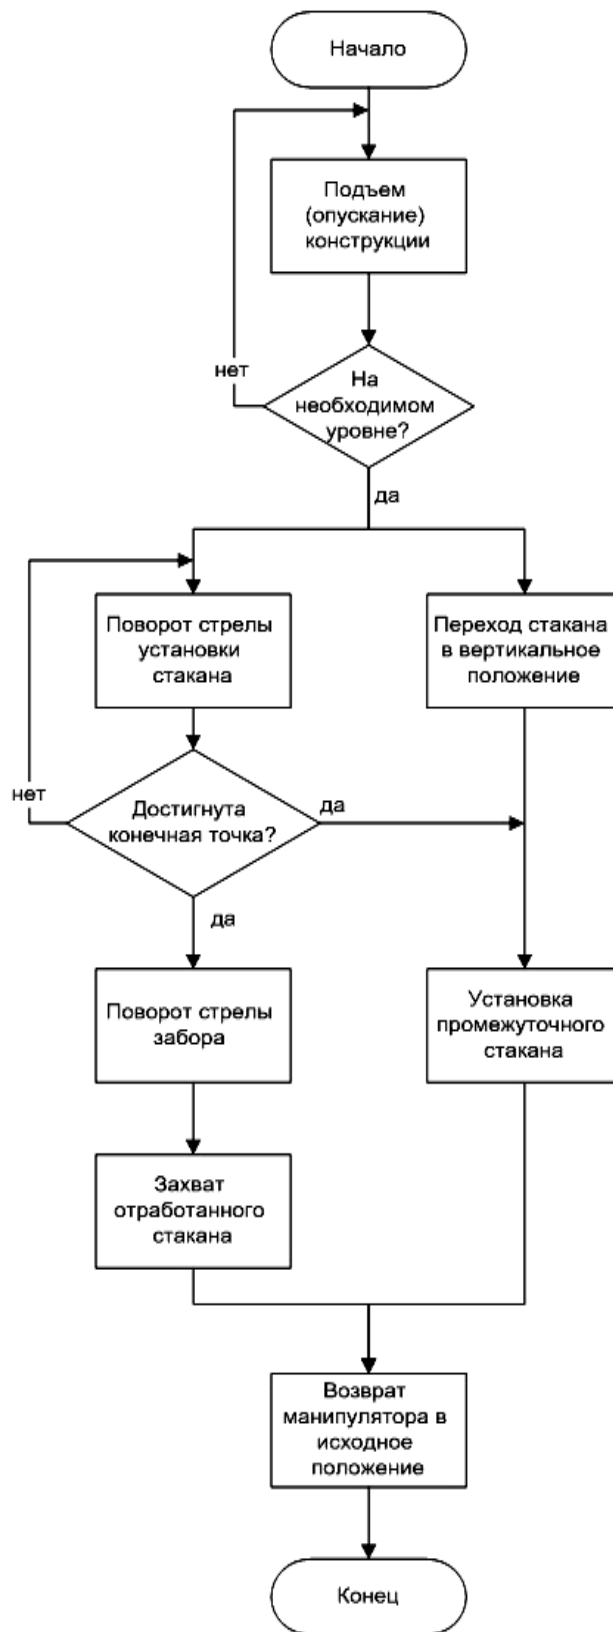 Начало
Подъем
(опускание)
конструкции
нет
На
необходимом
уровне?
да
Поворот стрелы
установки
стакана
Переход стакана
в вертикальное
положение
нет
Достигнута
конечная точка?
да
да
Поворот стрелы
забора
Установка
промежуточного
стакана
Захват
отработанного
стакана
Возврат
манипулятора в
исходное
положение
Конец